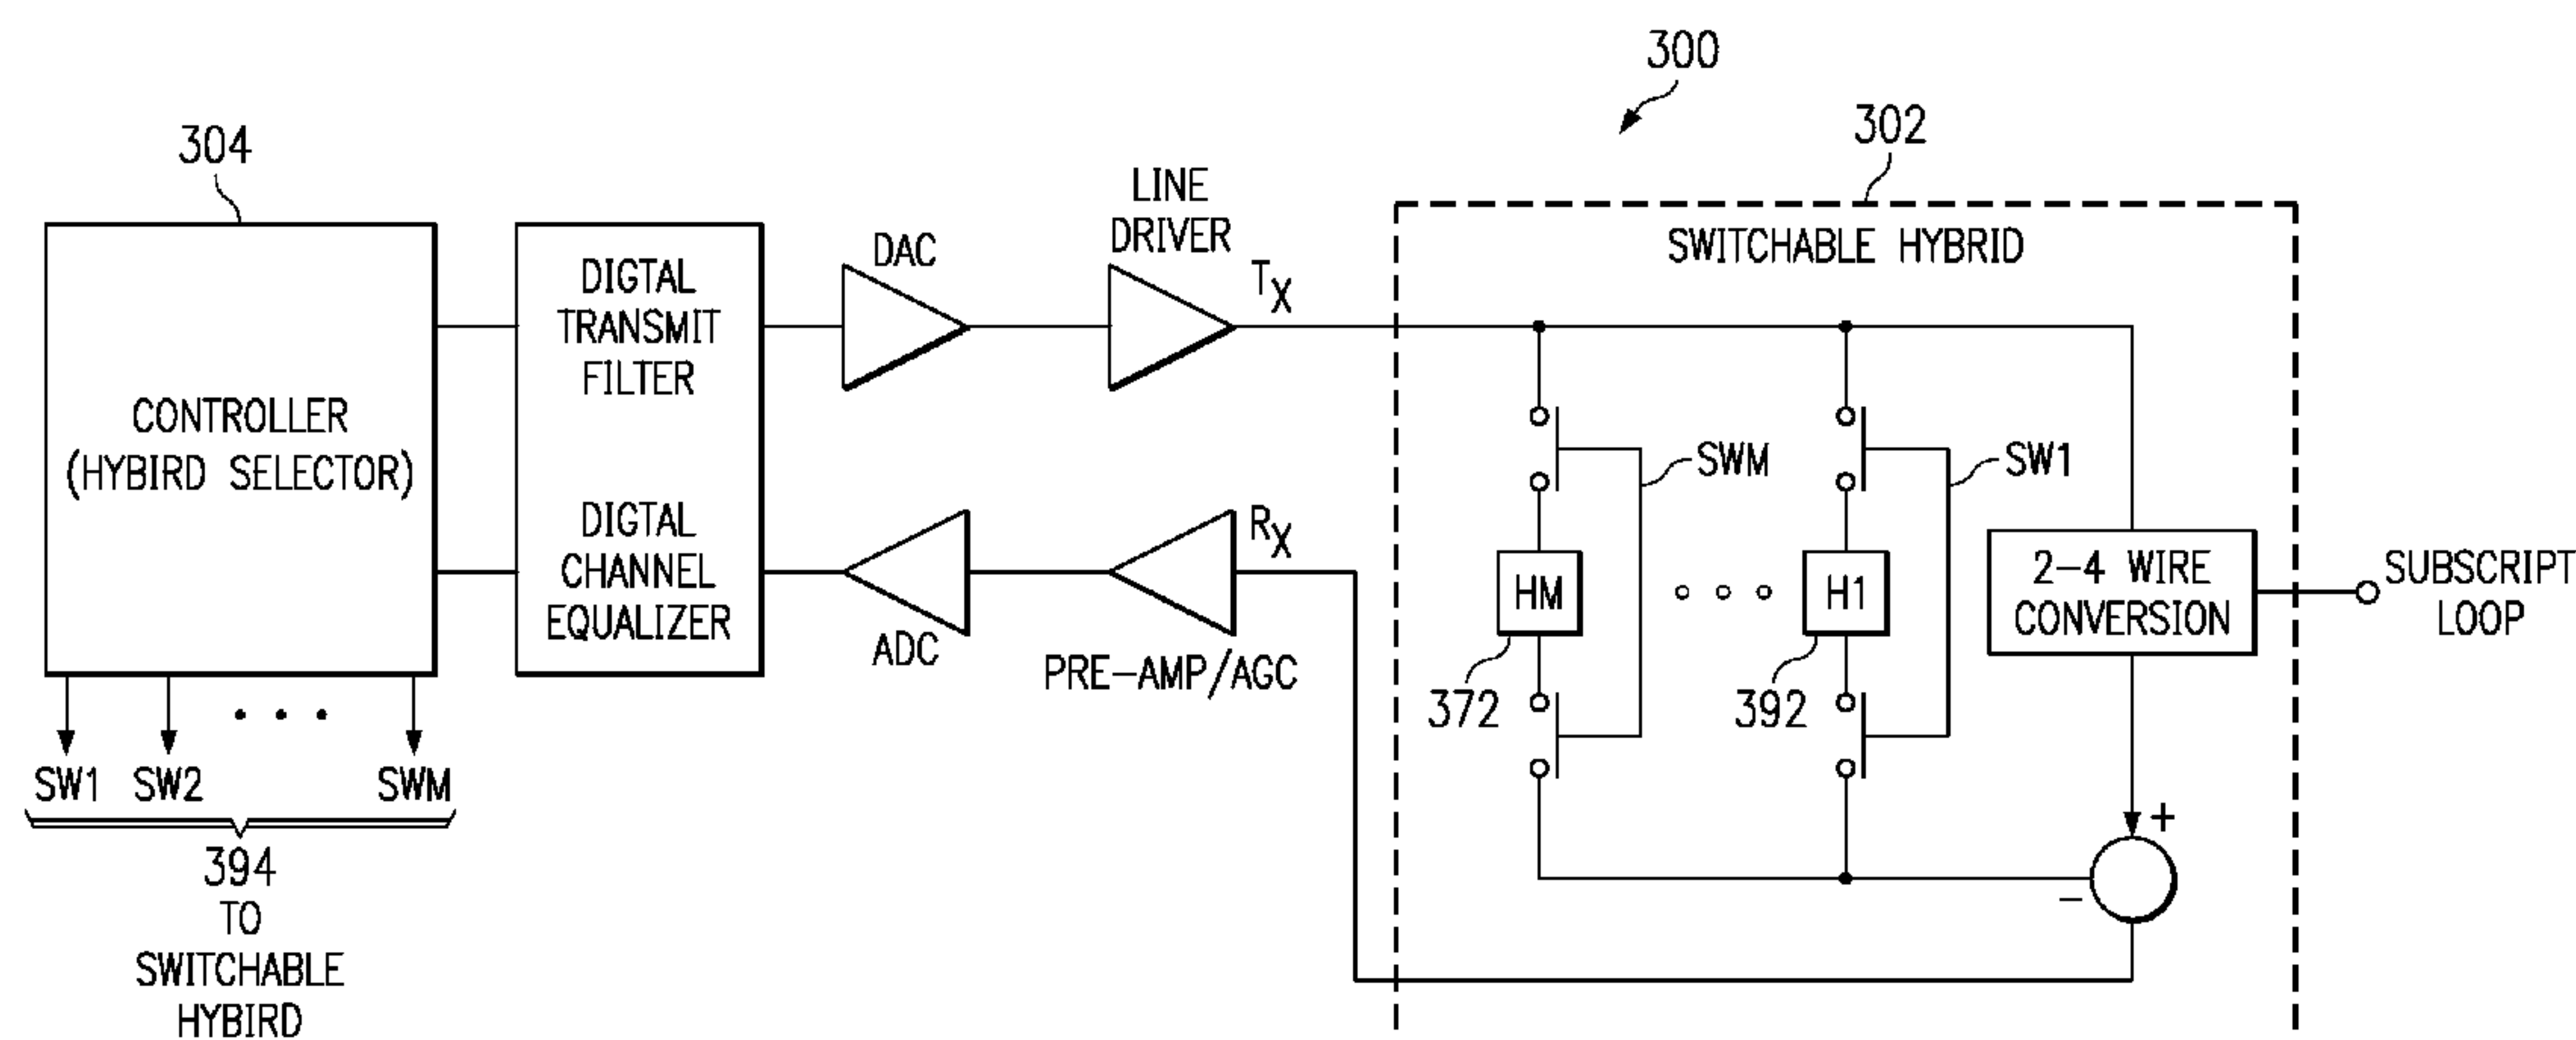 300
302
304
SWITCHABLE HYBRID
LINE
DRIVER
DAC
TX
DIGTAL
TRANSMIT
FILTER
CONTROLLER
(HYBIRD SELECTOR)
DIGTAL
CHANNEL
EQUALIZER
ADC
PRE-AMP/AGC
RX
SWM
SW1
HM
H1
372
392
2-4 WIRE
CONVERSION
SUBSCRIPT
LOOP
+
-
SW1 SW2 SWM
394
TO
SWITCHABLE
HYBIRD